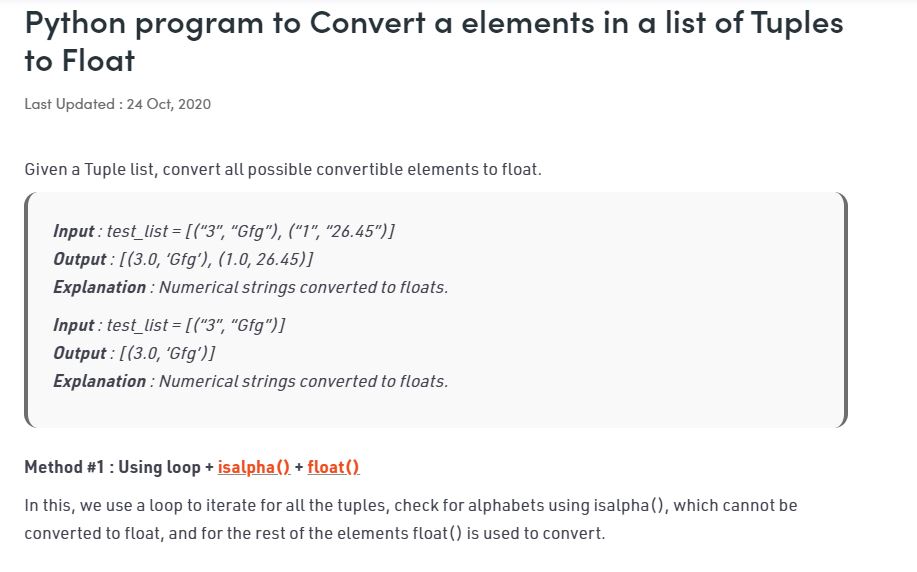 Python program to Convert a elements in a list of Tuples
to Float
Last Updated : 24 Oct, 2020
Given a Tuple list, convert all possible convertible elements to float.
Input : test_list = [(“3”, “Gfg”), (“1”, “26.45”)]
Output : [(3.0, ‘Gfg’), (1.0, 26.45)]
Explanation : Numerical strings converted to floats.
Input : test_list = [(“3”, “Gfg”)]
Output : [(3.0, ‘Gfg’)]
Explanation : Numerical strings converted to floats.
Method #1 : Using loop + isalpha() + float()
In this, we use a loop to iterate for all the tuples, check for alphabets using isalpha(), which cannot be
converted to float, and for the rest of the elements float() is used to convert.